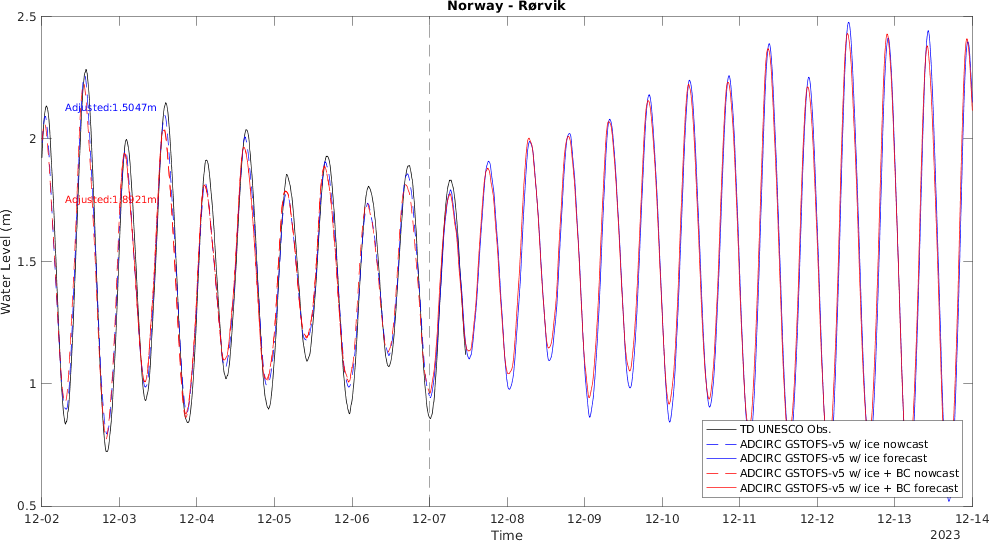 Norway - Rørvik
2.5
2
1.5
1
0.5
Water Level (m)
Adjusted:1.5047m
Adjusted:1.8921m
TD UNESCO Obs.
ADCIRC GSTOFS-v5 w/ ice nowcast
ADCIRC GSTOFS-v5 w/ ice forecast
ADCIRC GSTOFS-v5 w/ ice + BC nowcast
ADCIRC GSTOFS-v5 w/ ice + BC forecast
12-02 12-03 12-04 12-05 12-06 12-07 12-08 12-09 12-10 12-11 12-12 12-13 12-14
Time
2023